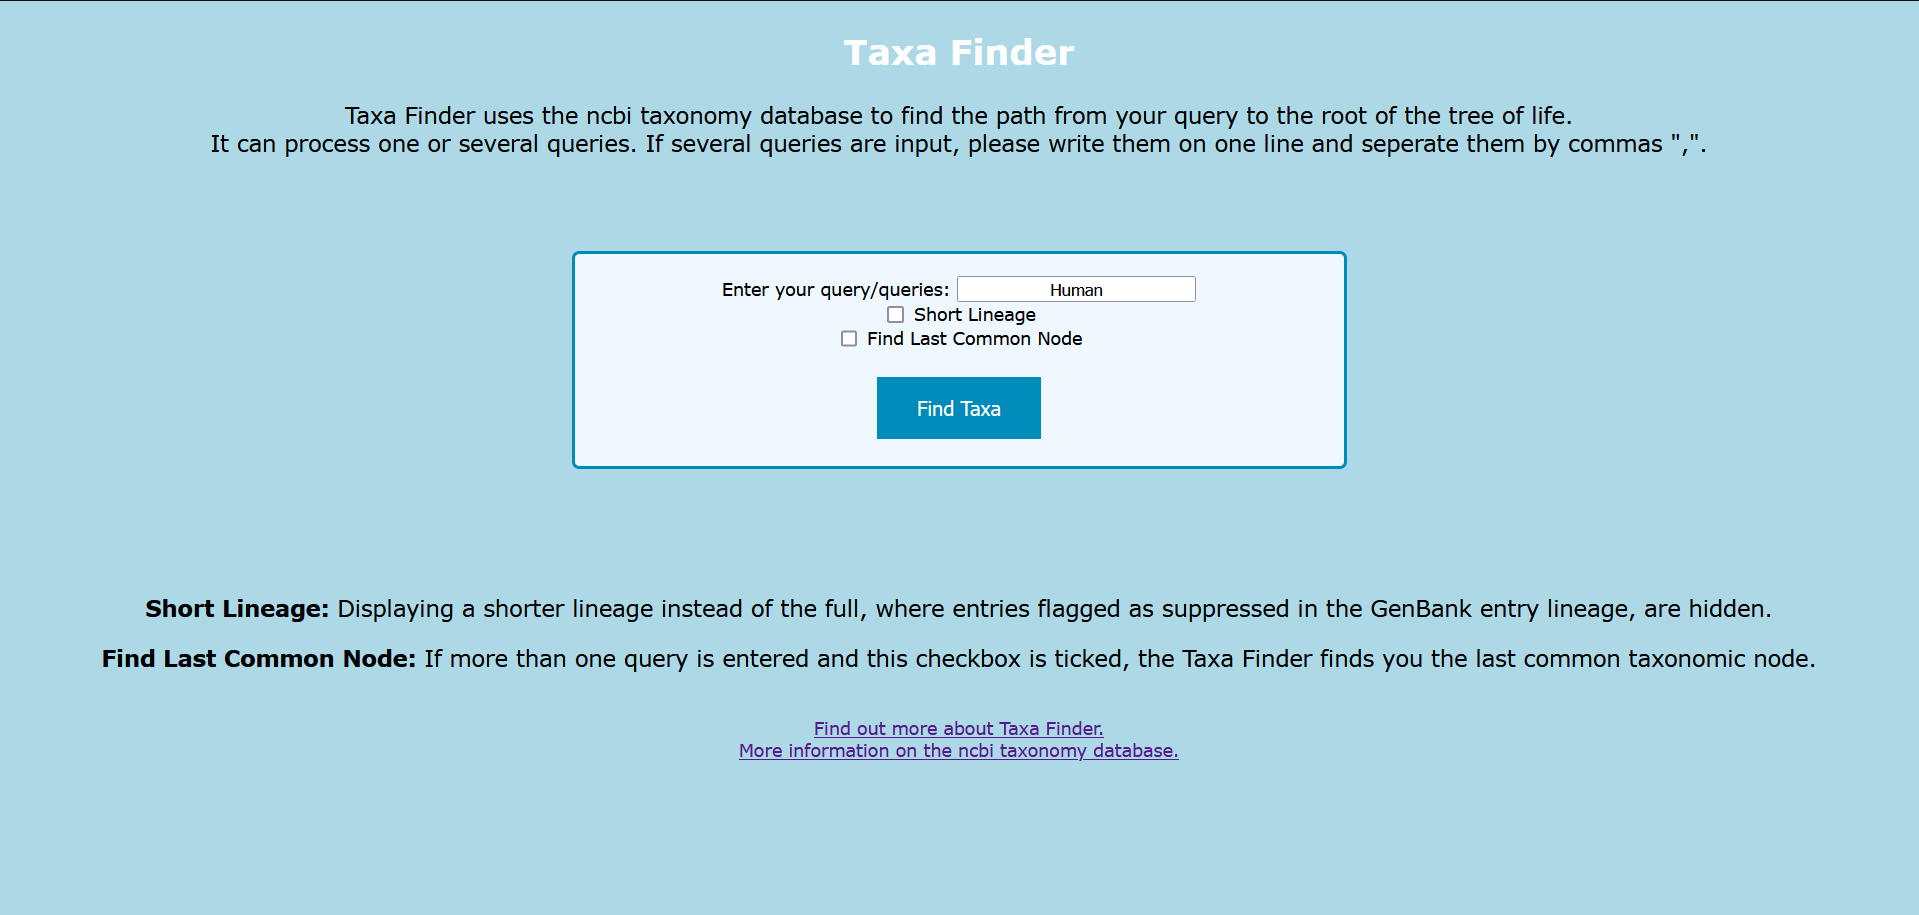 Taxa Finder
Taxa Finder uses the ncbi taxonomy database to find the path from your query to the root of the tree of life.
It can process one or several queries. If several queries are input, please write them on one line and seperate them by commas ",".
Enter your query/queries: Human
Short Lineage
Find Last Common Node
Find Taxa
Short Lineage: Displaying a shorter lineage instead of the full, where entries flagged as suppressed in the GenBank entry lineage, are hidden.
Find Last Common Node: If more than one query is entered and this checkbox is ticked, the Taxa Finder finds you the last common taxonomic node.
Find out more about Taxa Finder.
More information on the ncbi taxonomy database.